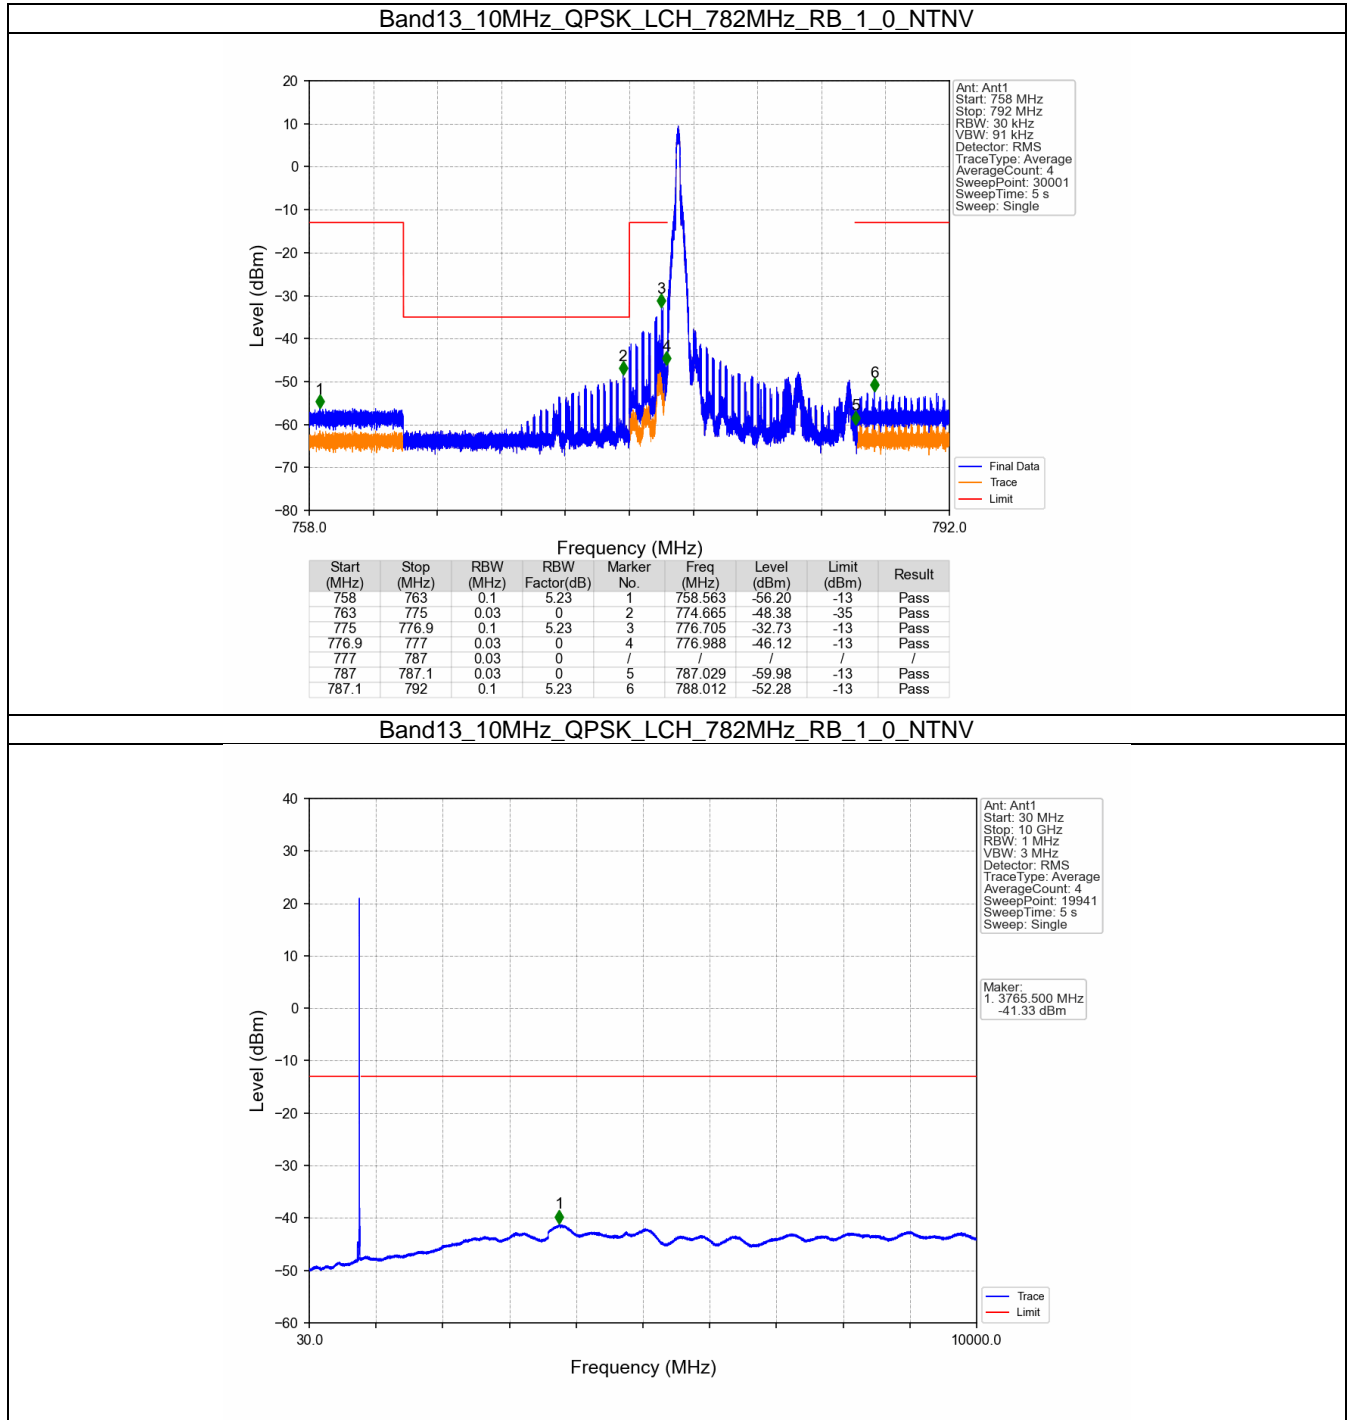 Band13_10MHz_QPSK_LCH_782MHz_RB_1_0_NTNV
20
10
0
−10
−20
−30
−40
−50
−60
−70
−80
Level (dBm)
1
2
3
4
5
6
758.0
792.0
Frequency (MHz)
Ant: Ant1
Start: 758 MHz
Stop: 792 MHz
RBW: 30 kHz
VBW: 91 kHz
Detector: RMS
TraceType: Average
AverageCount: 4
SweepPoint: 30001
SweepTime: 5 s
Sweep: Single
Final Data
Trace
Limit
Start (MHz) Stop (MHz) RBW (MHz) RBW Factor(dB) Marker No. Freq (MHz) Level (dBm) Limit (dBm) Result
758 763 0.1 5.23 1 758.563 -56.20 -13 Pass
763 775 0.03 0 2 774.665 -48.38 -35 Pass
775 776.9 0.1 5.23 3 776.705 -32.73 -13 Pass
776.9 777 0.03 0 4 776.988 -46.12 -13 Pass
777 787 0.03 0 / / / / /
787 787.1 0.03 0 5 787.029 -59.98 -13 Pass
787.1 792 0.1 5.23 6 788.012 -52.28 -13 Pass
Band13_10MHz_QPSK_LCH_782MHz_RB_1_0_NTNV
40
30
20
10
0
−10
−20
−30
−40
−50
−60
Level (dBm)
1
30.0
10000.0
Frequency (MHz)
Ant: Ant1
Start: 30 MHz
Stop: 10 GHz
RBW: 1 MHz
VBW: 3 MHz
Detector: RMS
TraceType: Average
AverageCount: 4
SweepPoint: 19941
SweepTime: 5 s
Sweep: Single
Maker:
1. 3765.500 MHz
-41.33 dBm
Trace
Limit